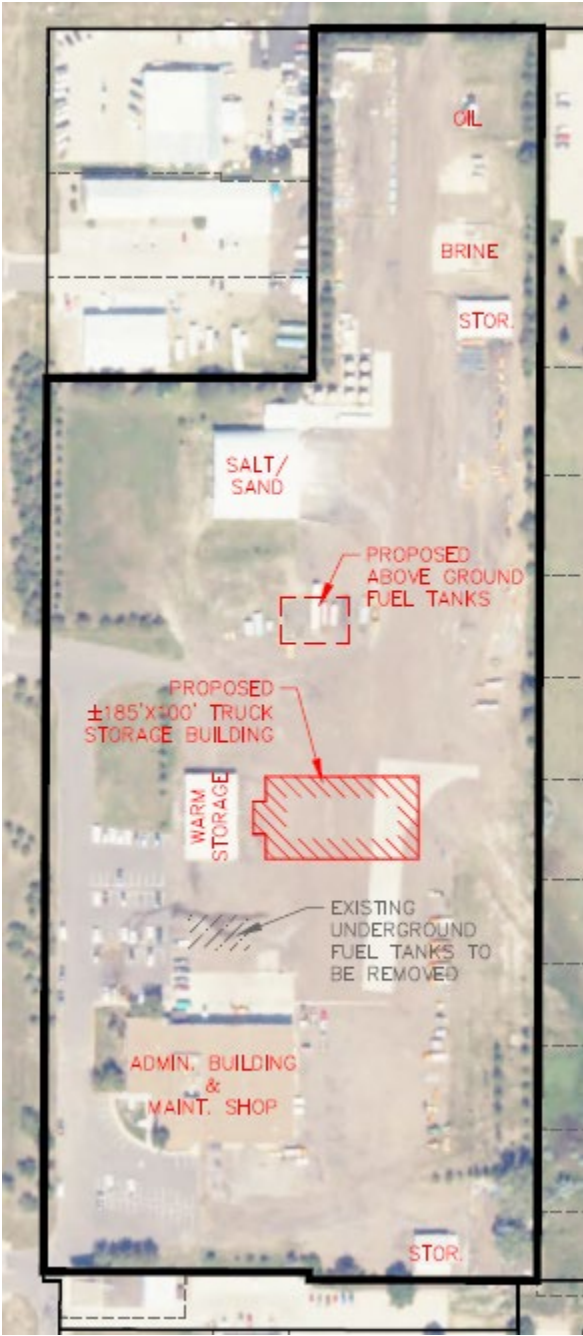 OIL
BRINE
STOR.
SALT/
SAND
PROPOSED
ABOVE GROUND
FUEL TANKS
PROPOSED
±185'X100' TRUCK
STORAGE BUILDING
WARM
STORAGE
EXISTING
UNDERGROUND
FUEL TANKS TO
BE REMOVED
ADMIN. BUILDING
&
MAINT. SHOP
STOR.